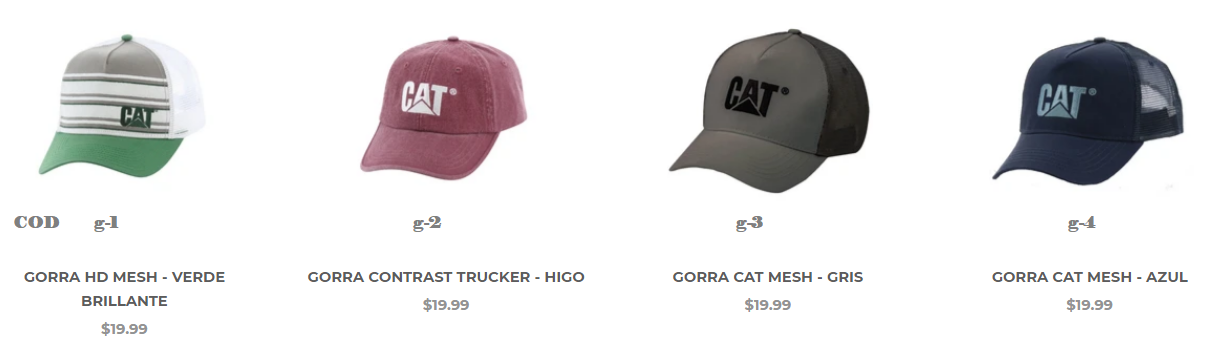 CAT
CAT®
CAT®
CAT®
COD g-1 g-2 g-3 g-4
GORRA HD MESH - VERDE
BRILLANTE
$19.99
GORRA CONTRAST TRUCKER - HIGO
$19.99
GORRA CAT MESH - GRIS
$19.99
GORRA CAT MESH - AZUL
$19.99